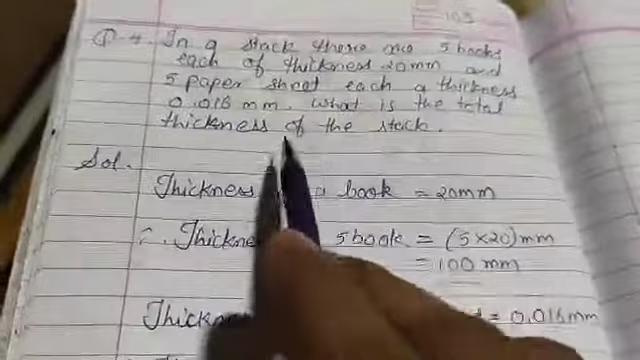 105
Q.4. In a stack there are 5 books
each of thickness 20mm and
5 paper sheet each a thickness
0.016 mm. What is the total
thickness of the stack.
Sol.
Thickness book = 20mm
∴ 5 book = (5×20)mm
= 100 mm
= 0.016mm